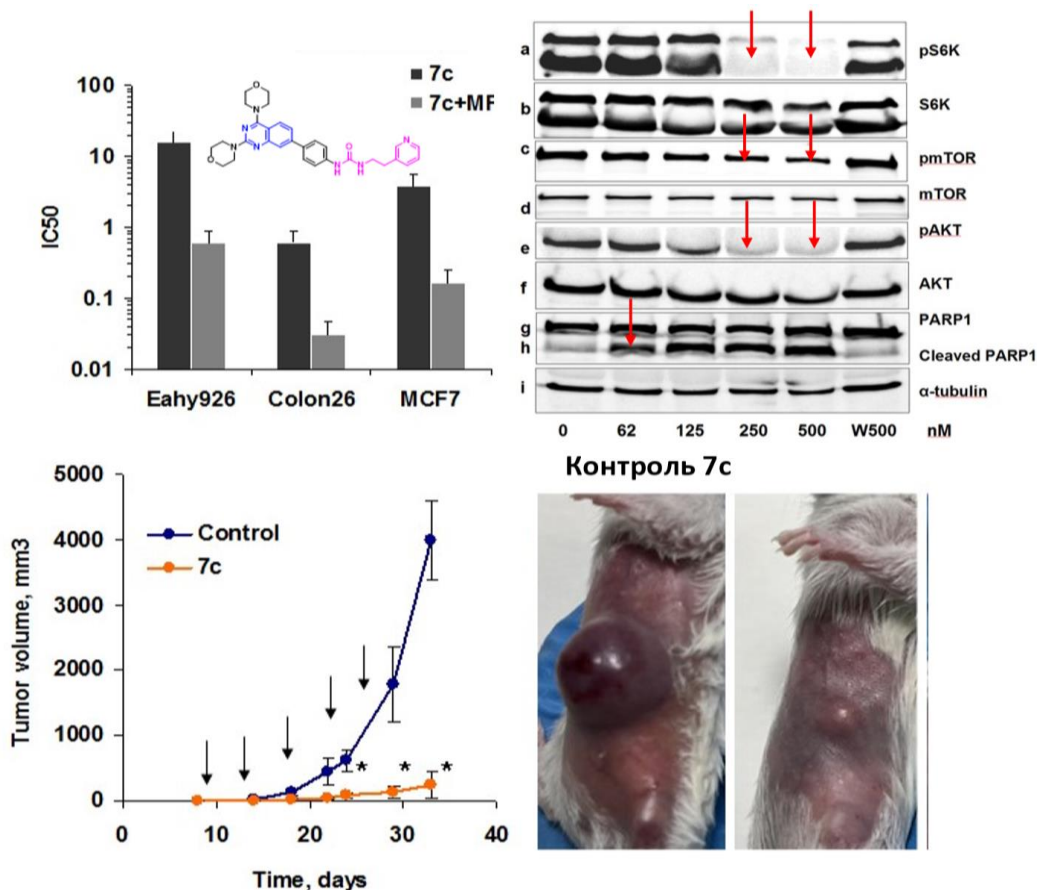 7c
7c+MF
IC50
100
10
1
0.1
0.01
Eahy926 Colon26 MCF7
O
N
N
O
N
N
NH
O
N
H
N
a pS6K
b S6K
c pmTOR
d mTOR
e pAKT
f AKT
g PARP1
h Cleaved PARP1
i α-tubulin
0 62 125 250 500 W500 nM
Контроль 7c
Tumor volume, mm3
5000
4000
3000
2000
1000
0
Control
7c
* * *
0 10 20 30 40
Time, days